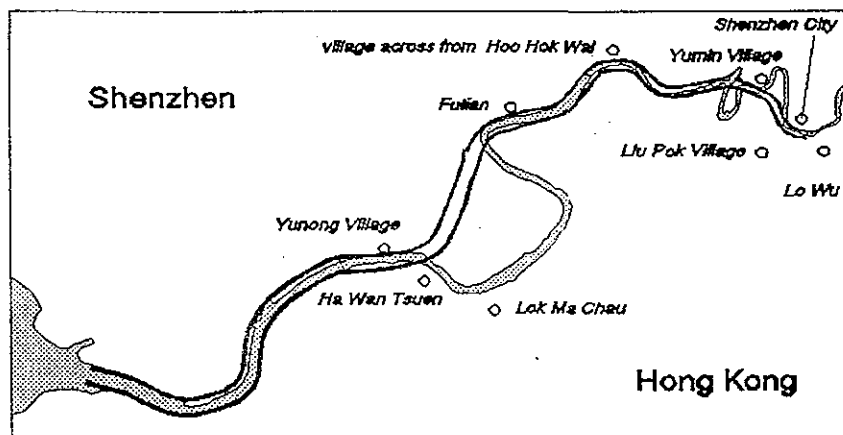 Shenzhen City
village across from Hoo Hok Wai
Yumin Village
Shenzhen
Futian
Liu Pok Village
Lo Wu
Yunong Village
Ha Wan Tsuen
Lok Ma Chau
Hong Kong